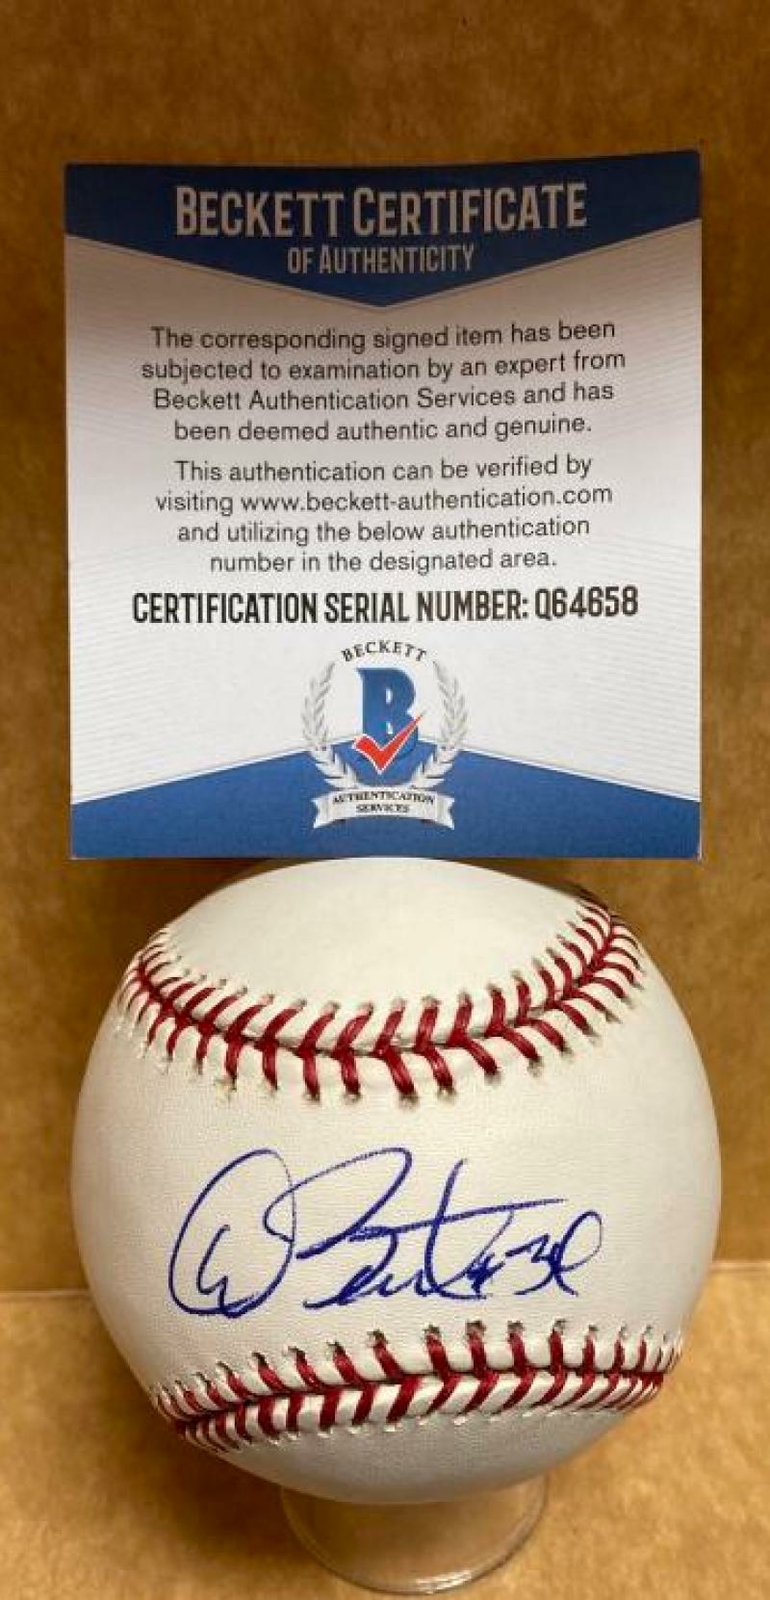 BECKETT CERTIFICATE
OF AUTHENTICITY
The corresponding signed item has been
subjected to examination by an expert from
Beckett Authentication Services and has
been deemed authentic and genuine.
This authentication can be verified by
visiting www.beckett-authentication.com
and utilizing the below authentication
number in the designated area.
CERTIFICATION SERIAL NUMBER: Q64658
BECKETT
B
AUTHENTICATION
SERVICES